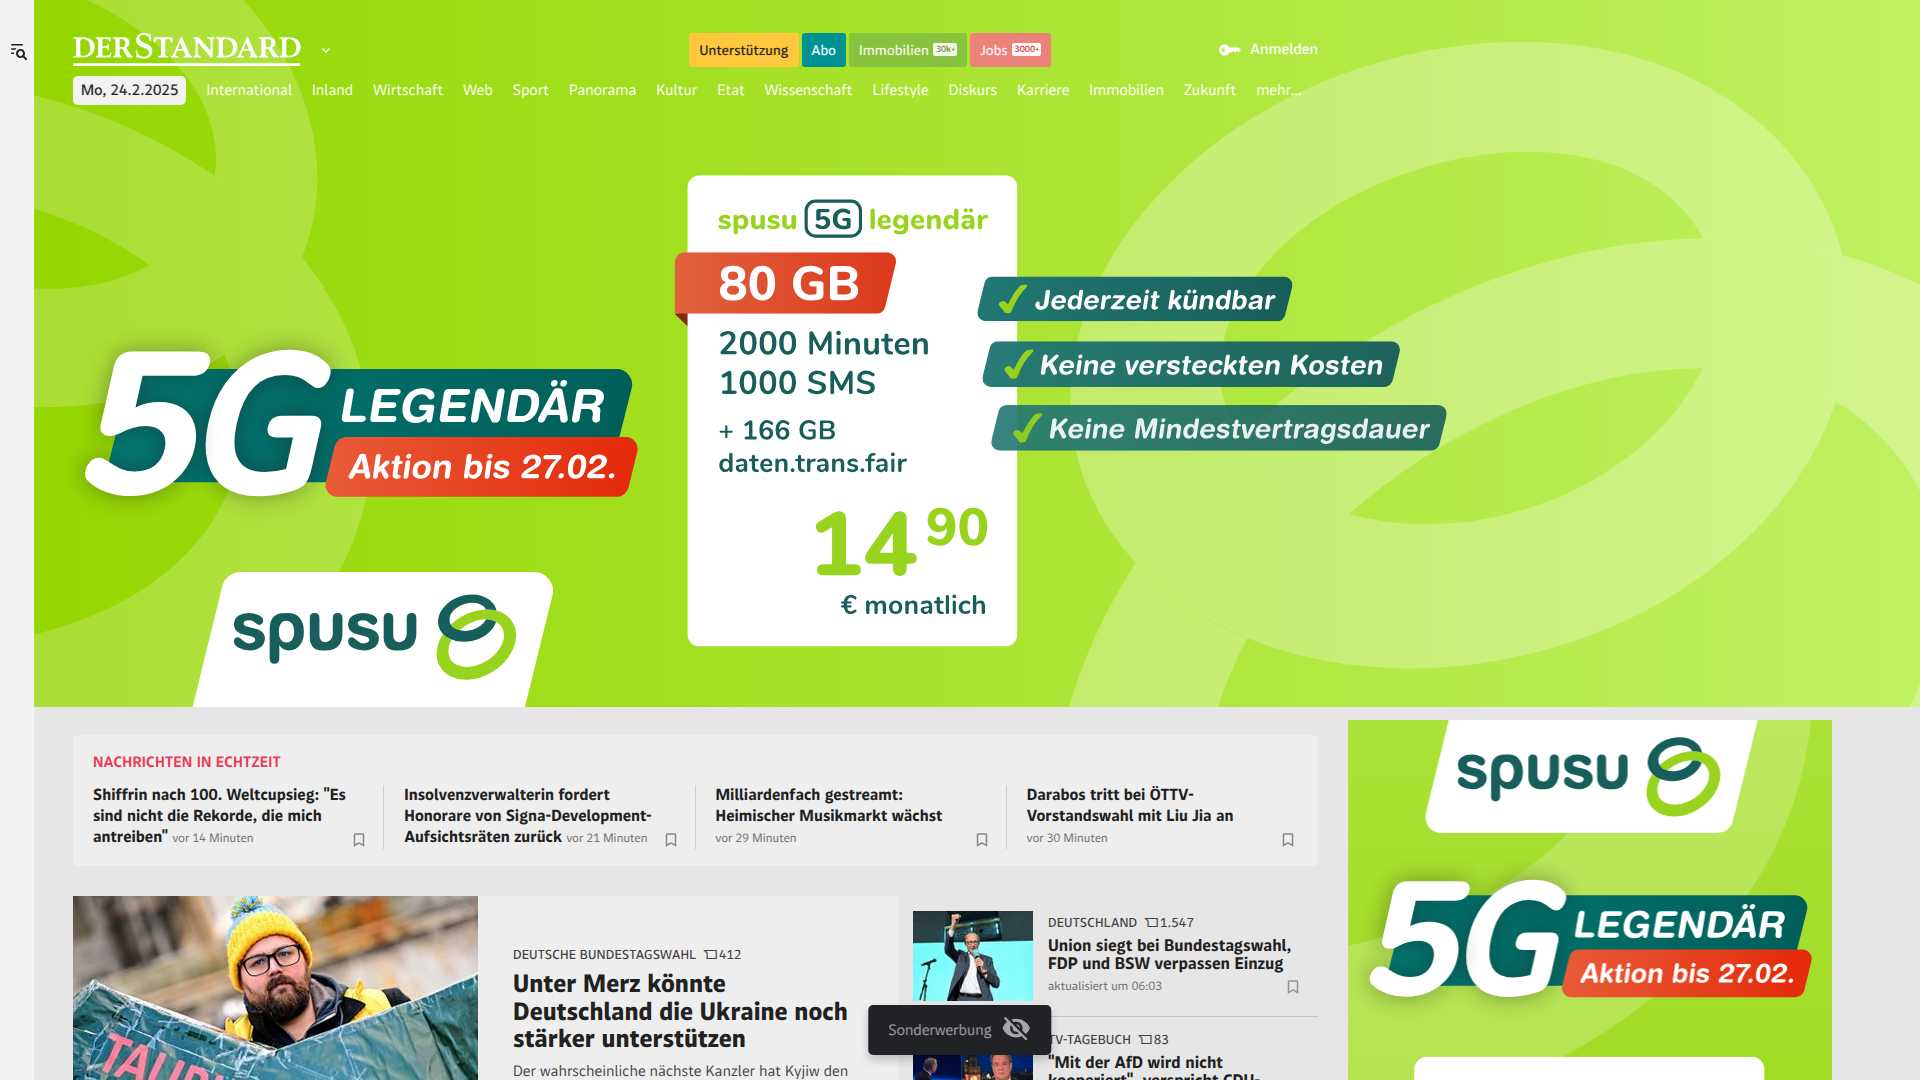 DERSTANDARD
Unterstützung
Abo
Immobilien 30k+
Jobs 3000+
Anmelden
Mo, 24.2.2025
International
Inland
Wirtschaft
Web
Sport
Panorama
Kultur
Etat
Wissenschaft
Lifestyle
Diskurs
Karriere
Immobilien
Zukunft
mehr...
spusu 5G legendär
80 GB
2000 Minuten
1000 SMS
+ 166 GB
daten.trans.fair
14 90
€ monatlich
Jederzeit kündbar
Keine versteckten Kosten
Keine Mindestvertragsdauer
5G LEGENDÄR
Aktion bis 27.02.
spusu
NACHRICHTEN IN ECHTZEIT
Shiffrin nach 100. Weltcupsieg: "Es
sind nicht die Rekorde, die mich
antreiben" vor 14 Minuten
Insolvenzverwalterin fordert
Honorare von Signa-Development-
Aufsichtsräten zurück vor 21 Minuten
Milliardenfach gestreamt:
Heimischer Musikmarkt wächst
vor 29 Minuten
Darabos tritt bei ÖTTV-
Vorstandswahl mit Liu Jia an
vor 30 Minuten
DEUTSCHE BUNDESTAGSWAHL 412
Unter Merz könnte
Deutschland die Ukraine noch
stärker unterstützen
Der wahrscheinliche nächste Kanzler hat Kyjiw den
DEUTSCHLAND 1.547
Union siegt bei Bundestagswahl,
FDP und BSW verpassen Einzug
aktualisiert um 06:03
TV-TAGEBUCH 83
"Mit der AfD wird nicht
kooperiert", verspricht CDU-
Sonderwerbung
spusu
5G LEGENDÄR
Aktion bis 27.02.